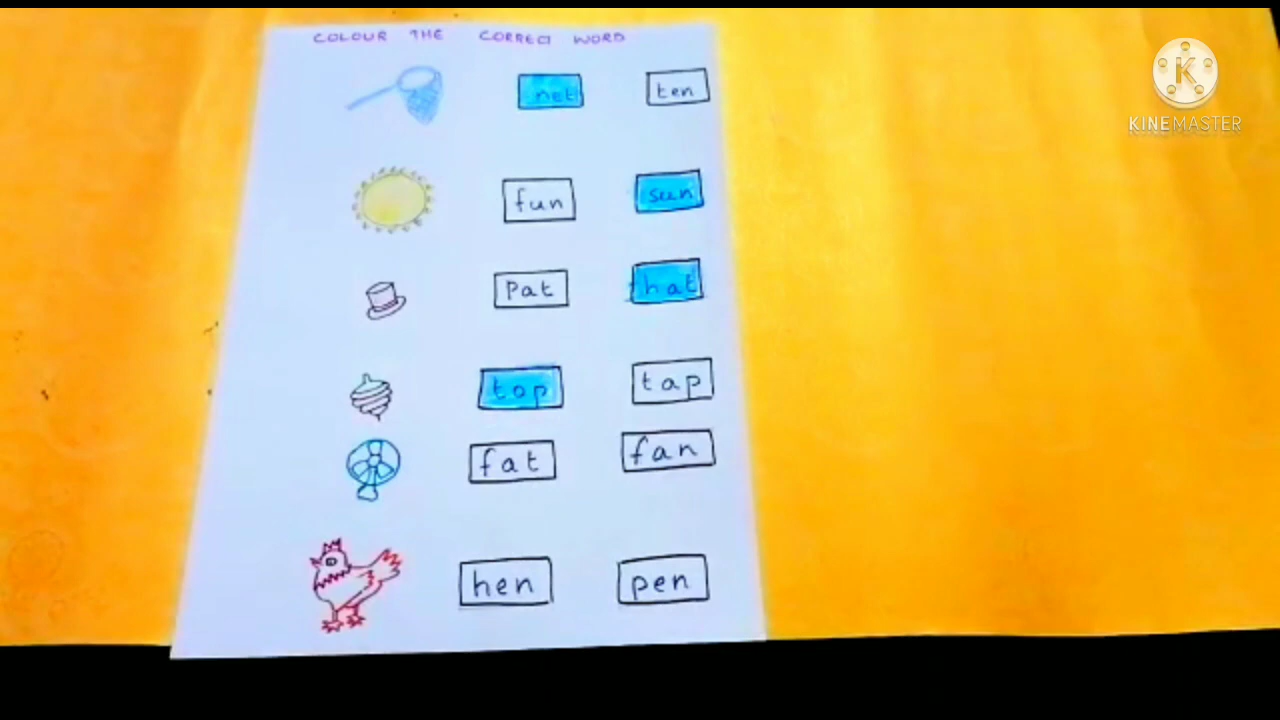 COLOUR THE CORRECT WORD
net ten
fun sun
Pat hat
top tap
fat fan
hen pen
K
KINEMASTER